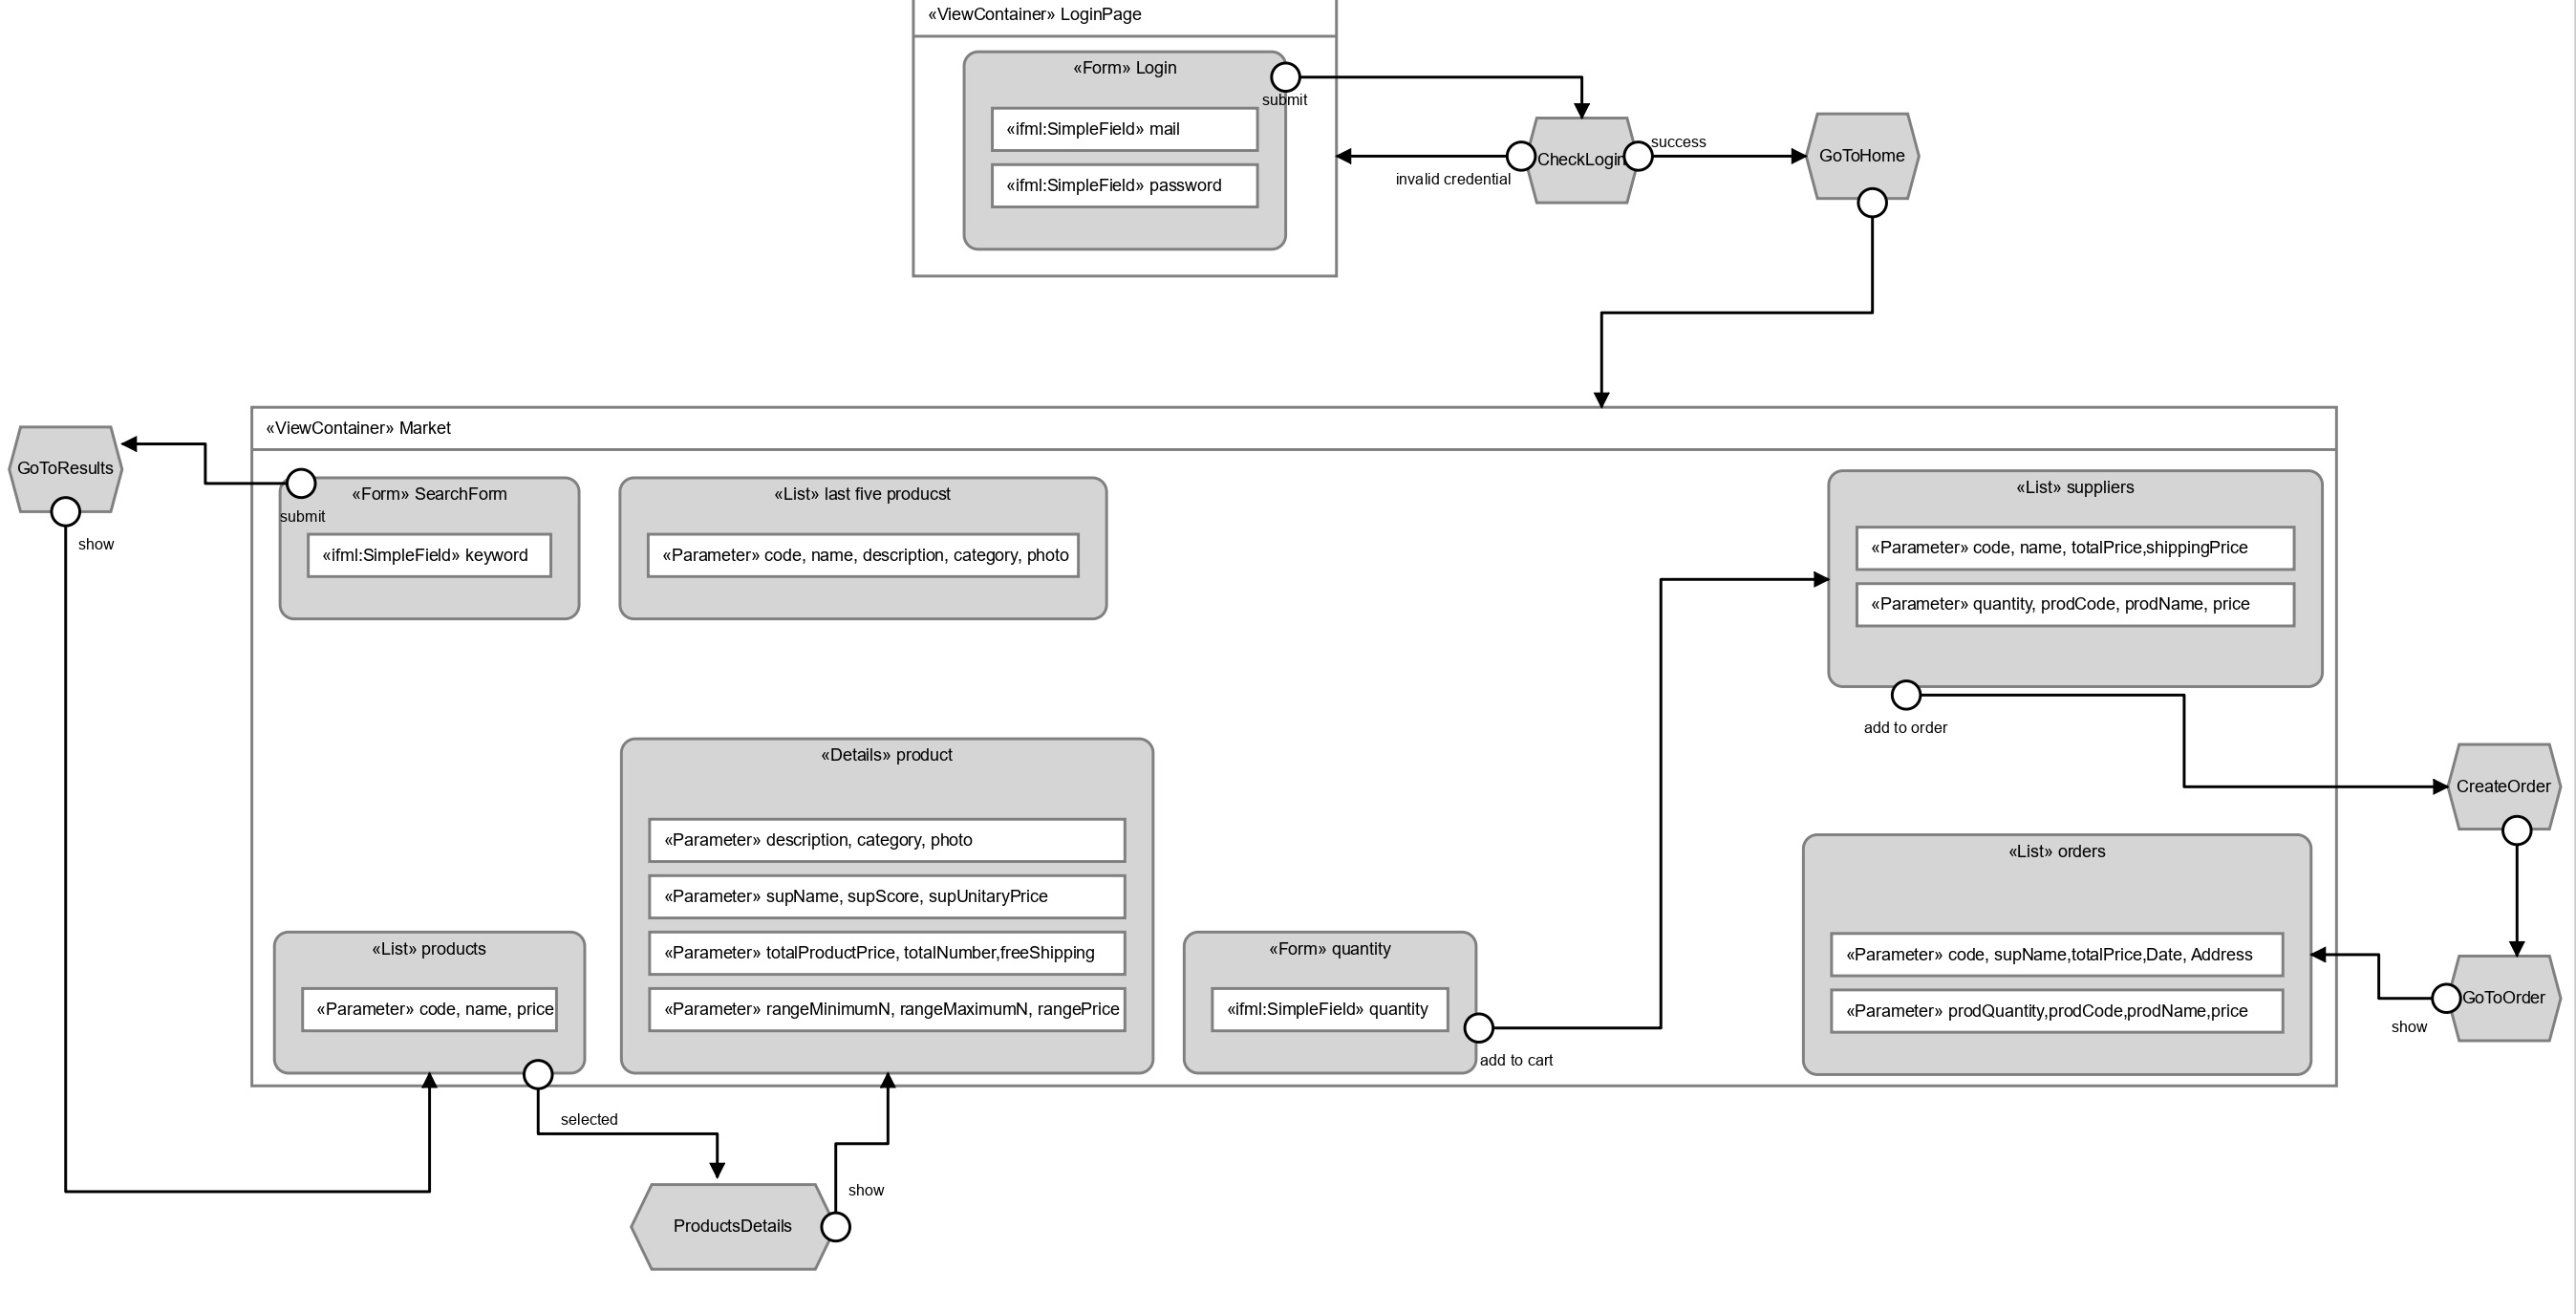 «ViewContainer» LoginPage
«Form» Login
submit
«ifml:SimpleField» mail
«ifml:SimpleField» password
CheckLogin
success
invalid credential
GoToHome
«ViewContainer» Market
GoToResults
show
«Form» SearchForm
submit
«ifml:SimpleField» keyword
«List» last five producst
«Parameter» code, name, description, category, photo
«List» suppliers
«Parameter» code, name, totalPrice,shippingPrice
«Parameter» quantity, prodCode, prodName, price
add to order
«Details» product
«Parameter» description, category, photo
«Parameter» supName, supScore, supUnitaryPrice
«Parameter» totalProductPrice, totalNumber,freeShipping
«Parameter» rangeMinimumN, rangeMaximumN, rangePrice
CreateOrder
«List» products
«Parameter» code, name, price
«Form» quantity
«ifml:SimpleField» quantity
add to cart
«List» orders
«Parameter» code, supName,totalPrice,Date, Address
«Parameter» prodQuantity,prodCode,prodName,price
GoToOrder
show
selected
show
ProductsDetails